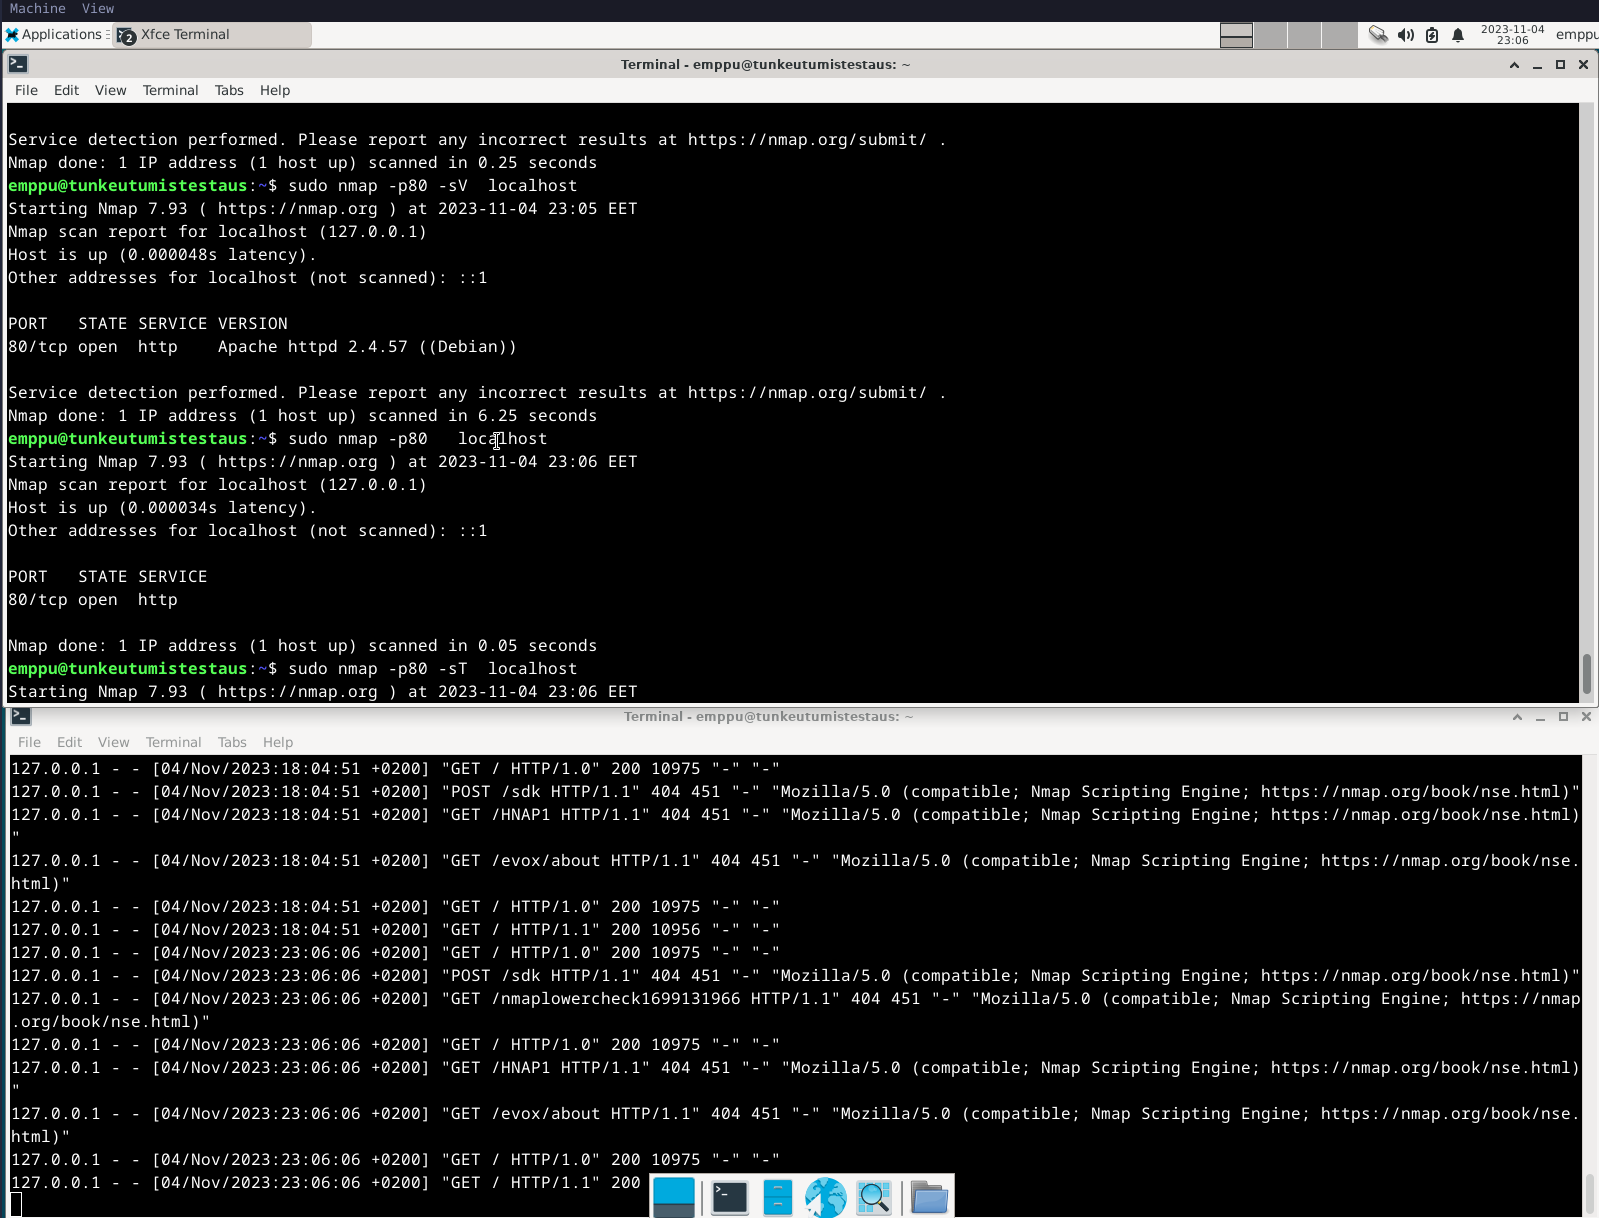 Machine View
Applications Xfce Terminal 2023-11-04
23:06
2
Terminal - emppu@tunkeutumistestaus: ~
File Edit View Terminal Tabs Help
Service detection performed. Please report any incorrect results at https://nmap.org/submit/ .
Nmap done: 1 IP address (1 host up) scanned in 0.25 seconds
emppu@tunkeutumistestaus:~$ sudo nmap -p80 -sV  localhost
Starting Nmap 7.93 ( https://nmap.org ) at 2023-11-04 23:05 EET
Nmap scan report for localhost (127.0.0.1)
Host is up (0.000048s latency).
Other addresses for localhost (not scanned): ::1
PORT   STATE SERVICE VERSION
80/tcp open  http    Apache httpd 2.4.57 ((Debian))
Service detection performed. Please report any incorrect results at https://nmap.org/submit/ .
Nmap done: 1 IP address (1 host up) scanned in 6.25 seconds
emppu@tunkeutumistestaus:~$ sudo nmap -p80   localhost
Starting Nmap 7.93 ( https://nmap.org ) at 2023-11-04 23:06 EET
Nmap scan report for localhost (127.0.0.1)
Host is up (0.000034s latency).
Other addresses for localhost (not scanned): ::1
PORT   STATE SERVICE
80/tcp open  http
Nmap done: 1 IP address (1 host up) scanned in 0.05 seconds
emppu@tunkeutumistestaus:~$ sudo nmap -p80 -sT  localhost
Starting Nmap 7.93 ( https://nmap.org ) at 2023-11-04 23:06 EET
Terminal - emppu@tunkeutumistestaus: ~
File Edit View Terminal Tabs Help
127.0.0.1 - - [04/Nov/2023:18:04:51 +0200] "GET / HTTP/1.0" 200 10975 "-" "-"
127.0.0.1 - - [04/Nov/2023:18:04:51 +0200] "POST /sdk HTTP/1.1" 404 451 "-" "Mozilla/5.0 (compatible; Nmap Scripting Engine; https://nmap.org/book/nse.html)"
127.0.0.1 - - [04/Nov/2023:18:04:51 +0200] "GET /HNAP1 HTTP/1.1" 404 451 "-" "Mozilla/5.0 (compatible; Nmap Scripting Engine; https://nmap.org/book/nse.html)
"
127.0.0.1 - - [04/Nov/2023:18:04:51 +0200] "GET /evox/about HTTP/1.1" 404 451 "-" "Mozilla/5.0 (compatible; Nmap Scripting Engine; https://nmap.org/book/nse.
html)"
127.0.0.1 - - [04/Nov/2023:18:04:51 +0200] "GET / HTTP/1.0" 200 10975 "-" "-"
127.0.0.1 - - [04/Nov/2023:18:04:51 +0200] "GET / HTTP/1.1" 200 10956 "-" "-"
127.0.0.1 - - [04/Nov/2023:23:06:06 +0200] "GET / HTTP/1.0" 200 10975 "-" "-"
127.0.0.1 - - [04/Nov/2023:23:06:06 +0200] "POST /sdk HTTP/1.1" 404 451 "-" "Mozilla/5.0 (compatible; Nmap Scripting Engine; https://nmap.org/book/nse.html)"
127.0.0.1 - - [04/Nov/2023:23:06:06 +0200] "GET /nmaplowercheck1699131966 HTTP/1.1" 404 451 "-" "Mozilla/5.0 (compatible; Nmap Scripting Engine; https://nmap
.org/book/nse.html)"
127.0.0.1 - - [04/Nov/2023:23:06:06 +0200] "GET / HTTP/1.0" 200 10975 "-" "-"
127.0.0.1 - - [04/Nov/2023:23:06:06 +0200] "GET /HNAP1 HTTP/1.1" 404 451 "-" "Mozilla/5.0 (compatible; Nmap Scripting Engine; https://nmap.org/book/nse.html)
"
127.0.0.1 - - [04/Nov/2023:23:06:06 +0200] "GET /evox/about HTTP/1.1" 404 451 "-" "Mozilla/5.0 (compatible; Nmap Scripting Engine; https://nmap.org/book/nse.
html)"
127.0.0.1 - - [04/Nov/2023:23:06:06 +0200] "GET / HTTP/1.0" 200 10975 "-" "-"
127.0.0.1 - - [04/Nov/2023:23:06:06 +0200] "GET / HTTP/1.1" 200